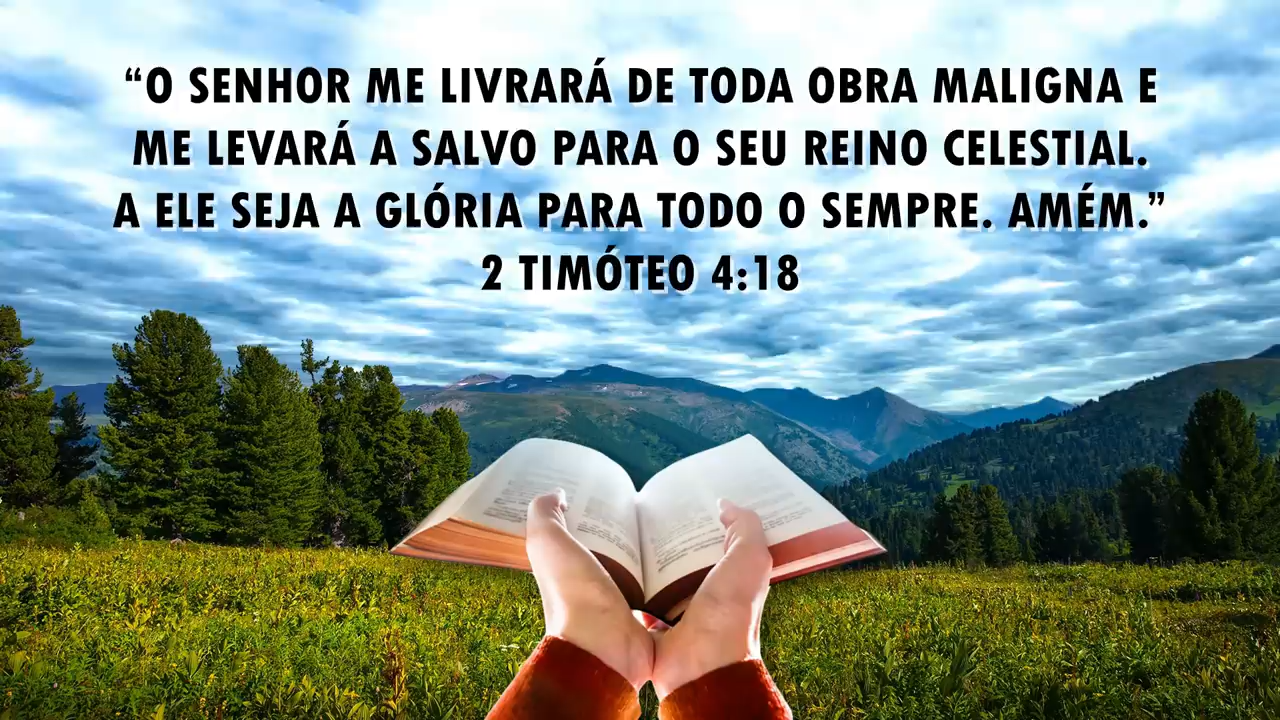 “O SENHOR ME LIVRARÁ DE TODA OBRA MALIGNA E
ME LEVARÁ A SALVO PARA O SEU REINO CELESTIAL.
A ELE SEJA A GLÓRIA PARA TODO O SEMPRE. AMÉM.”
2 TIMÓTEO 4:18